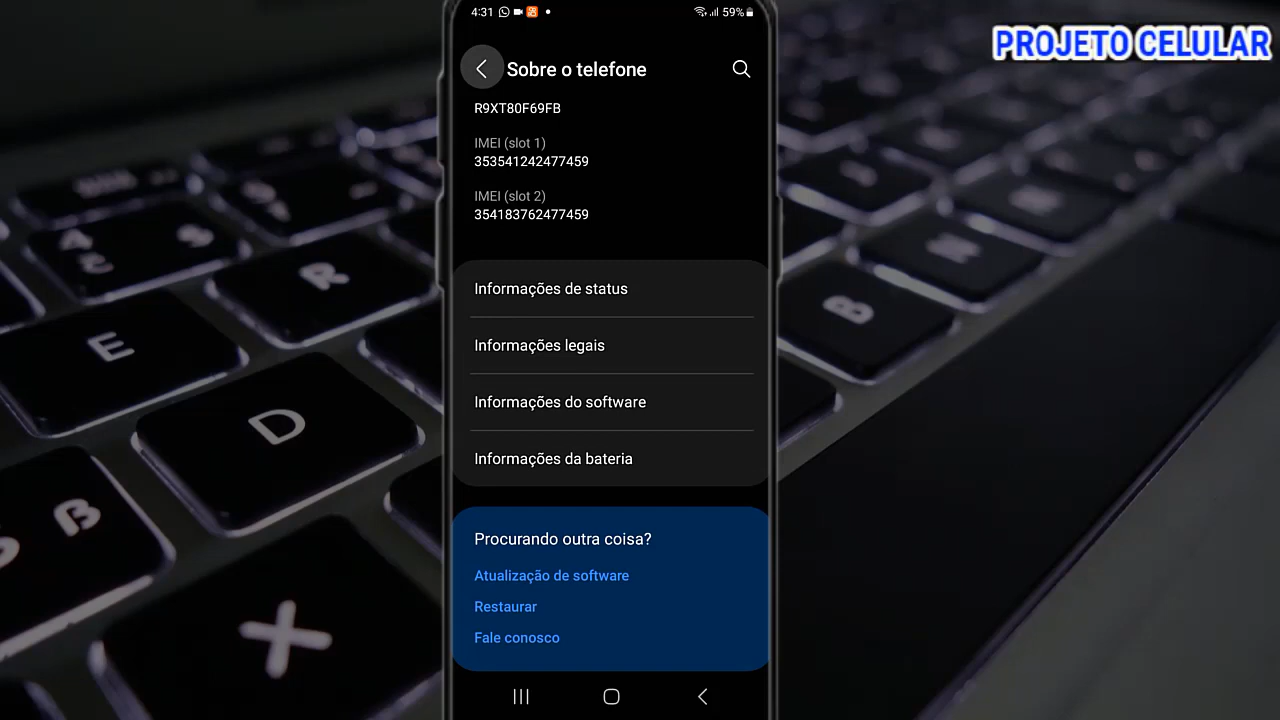 4:31
59%
PROJETO CELULAR
Sobre o telefone
R9XT80F69FB
IMEI (slot 1)
353541242477459
IMEI (slot 2)
354183762477459
Informações de status
Informações legais
Informações do software
Informações da bateria
Procurando outra coisa?
Atualização de software
Restaurar
Fale conosco
R
E
D
B
X